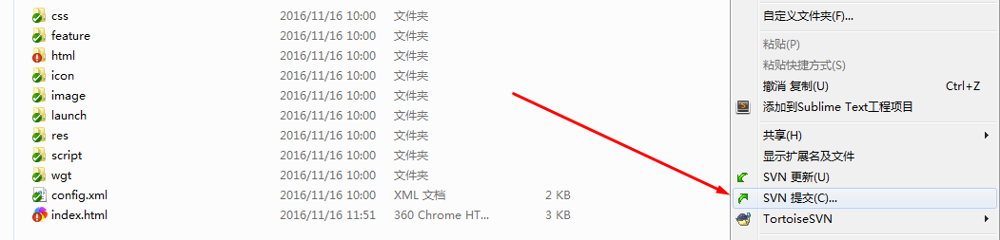 css 2016/11/16 10:00 文件夹
feature 2016/11/16 10:00 文件夹
html 2016/11/16 10:00 文件夹
icon 2016/11/16 10:00 文件夹
image 2016/11/16 10:00 文件夹
launch 2016/11/16 10:00 文件夹
res 2016/11/16 10:00 文件夹
script 2016/11/16 10:00 文件夹
wgt 2016/11/16 10:00 文件夹
config.xml 2016/11/16 10:00 XML 文档 2 KB
index.html 2016/11/16 11:51 360 Chrome HT... 3 KB
自定义文件夹(F)...
粘贴(P)
粘贴快捷方式(S)
撤消 复制(U) Ctrl+Z
添加到Sublime Text工程项目
共享(H)
显示扩展名及文件
SVN 更新(U)
SVN 提交(C)...
TortoiseSVN